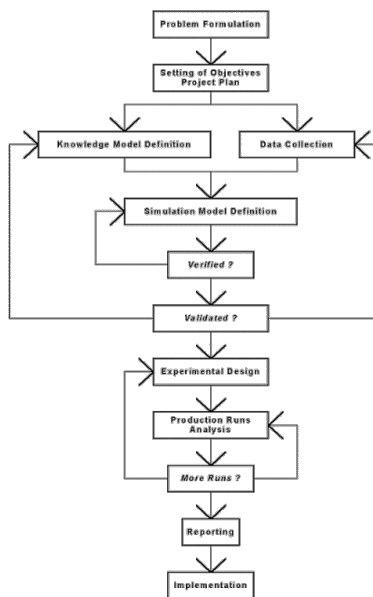 Problem Formulation
Setting of Objectives
Project Plan
Knowledge Model Definition
Data Collection
Simulation Model Definition
Verified ?
Validated ?
Experimental Design
Production Runs
Analysis
More Runs ?
Reporting
Implementation